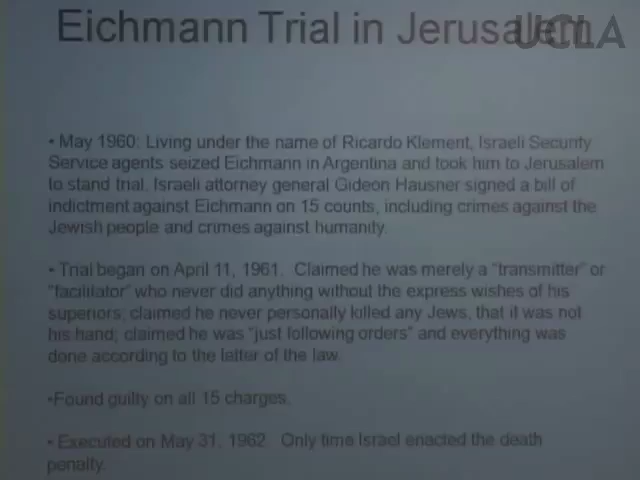 Eichmann Trial in Jerusalem
UCLA
• May 1960: Living under the name of Ricardo Klement, Israeli Security
Service agents seized Eichmann in Argentina and took him to Jerusalem
to stand trial. Israeli attorney general Gideon Hausner signed a bill of
indictment against Eichmann on 15 counts, including crimes against the
Jewish people and crimes against humanity.
• Trial began on April 11, 1961. Claimed he was merely a "transmitter" or
"facilitator" who never did anything without the express wishes of his
superiors; claimed he never personally killed any Jews, that it was not
his hand; claimed he was "just following orders" and everything was
done according to the letter of the law.
•Found guilty on all 15 charges.
• Executed on May 31, 1962. Only time Israel enacted the death
penalty.